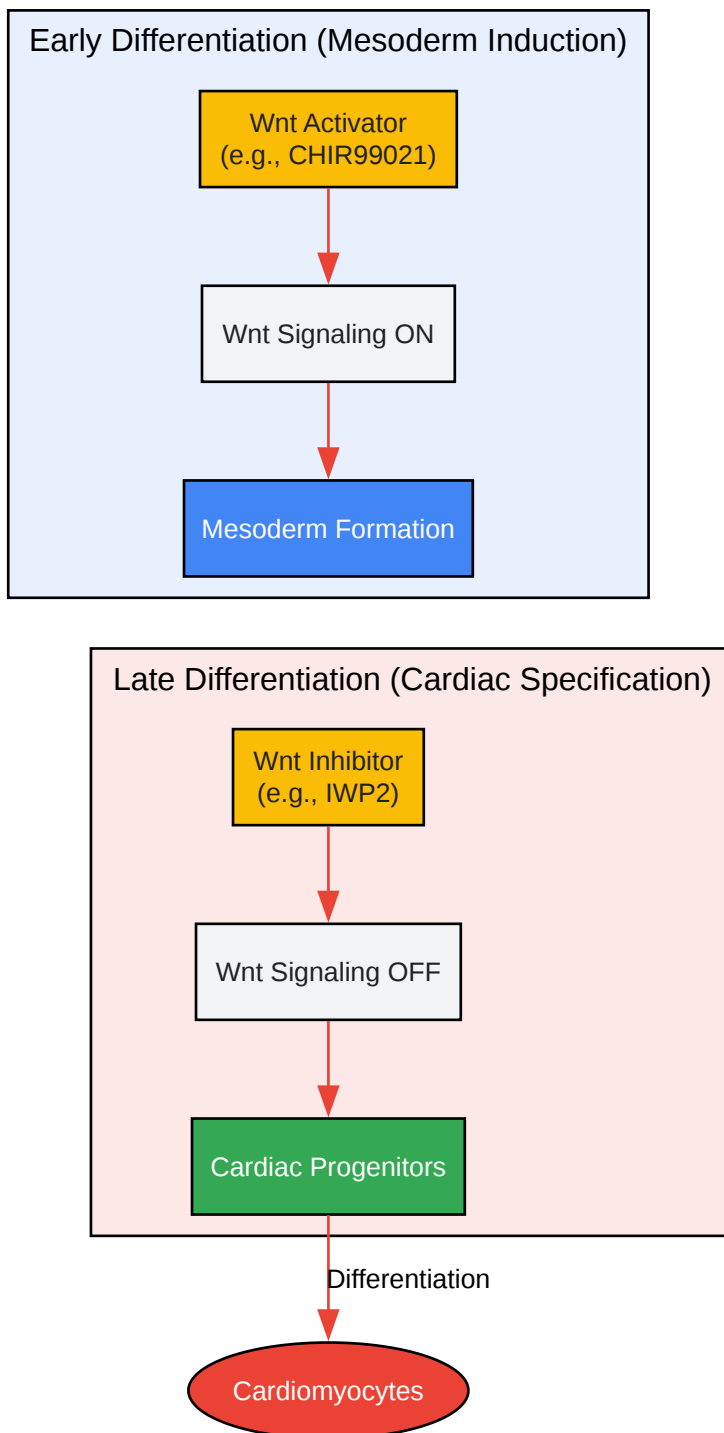 Early Differentiation (Mesoderm Induction)
Wnt Activator
(e.g., CHIR99021)
Wnt Signaling ON
Mesoderm Formation
Late Differentiation (Cardiac Specification)
Wnt Inhibitor
(e.g., IWP2)
Wnt Signaling OFF
Cardiac Progenitors
Differentiation
Cardiomyocytes